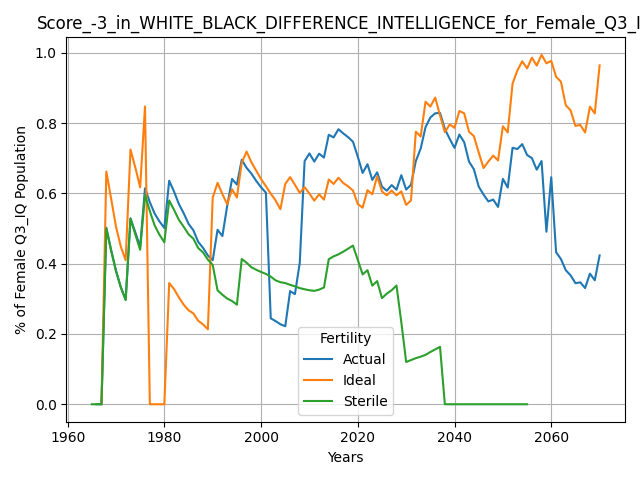 Score_-3_in_WHITE_BLACK_DIFFERENCE_INTELLIGENCE_for_Female_Q3_I
1.0
0.8
0.6
0.4
0.2
0.0
% of Female Q3_IQ Population
Fertility
Actual
Ideal
Sterile
1960
1980
2000
2020
2040
2060
Years